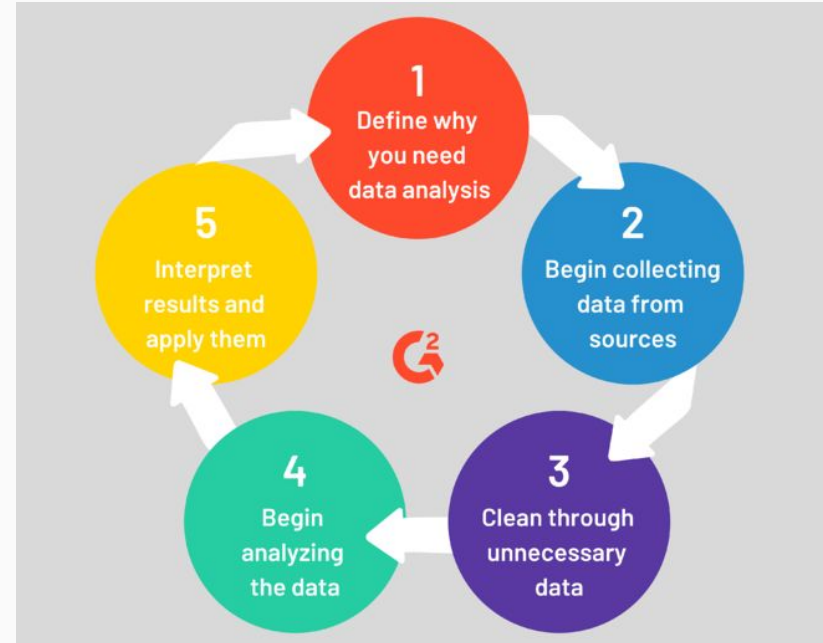 1
Define why
you need
data analysis
2
Begin collecting
data from
sources
3
Clean through
unnecessary
data
4
Begin
analyzing
the data
5
Interpret
results and
apply them
G2